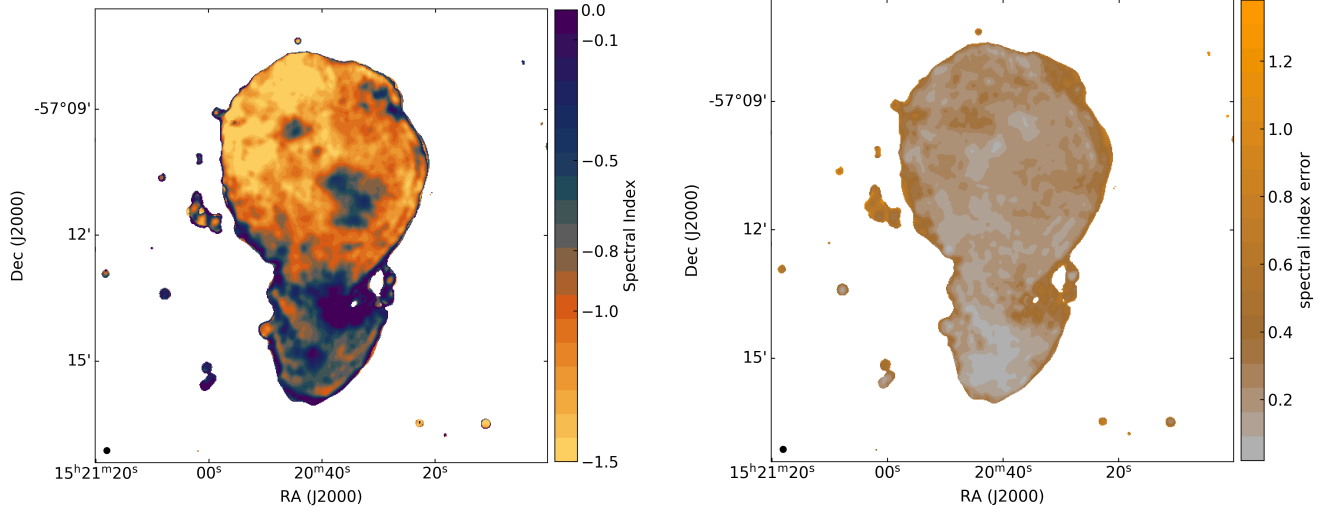 0.0
−0.1
−0.5
−0.8
−1.0
−1.5
Spectral Index
-57°09'
12'
15'
Dec (J2000)
15ʰ21ᵐ20ˢ
00ˢ
20ᵐ40ˢ
20ˢ
RA (J2000)
1.2
1.0
0.8
0.6
0.4
0.2
spectral index error
-57°09'
12'
15'
Dec (J2000)
15ʰ21ᵐ20ˢ
00ˢ
20ᵐ40ˢ
20ˢ
RA (J2000)